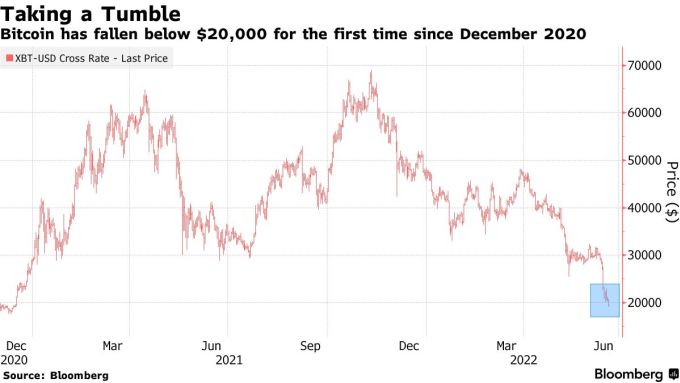 Taking a Tumble
Bitcoin has fallen below $20,000 for the first time since December 2020
XBT-USD Cross Rate - Last Price
70000
60000
50000
40000
30000
20000
Price ($)
Dec Mar Jun Sep Dec Mar Jun
2020 2021 2022
Source: Bloomberg
Bloomberg